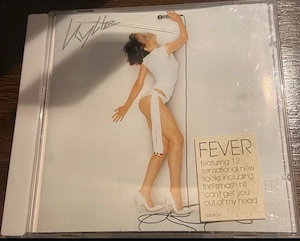 Kylie
FEVER
featuring 12
sensational new
tracks including
the smash hit
can't get you
out of my head